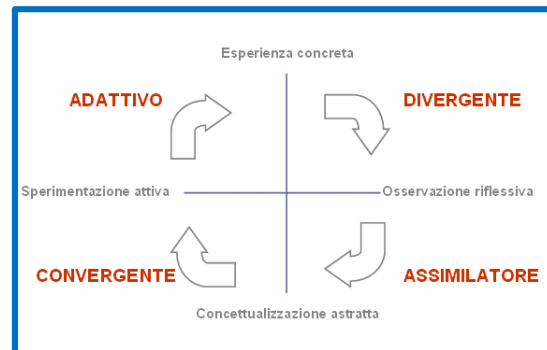 Esperienza concreta
ADATTIVO
DIVERGENTE
Sperimentazione attiva
Osservazione riflessiva
CONVERGENTE
ASSIMILATORE
Concettualizzazione astratta